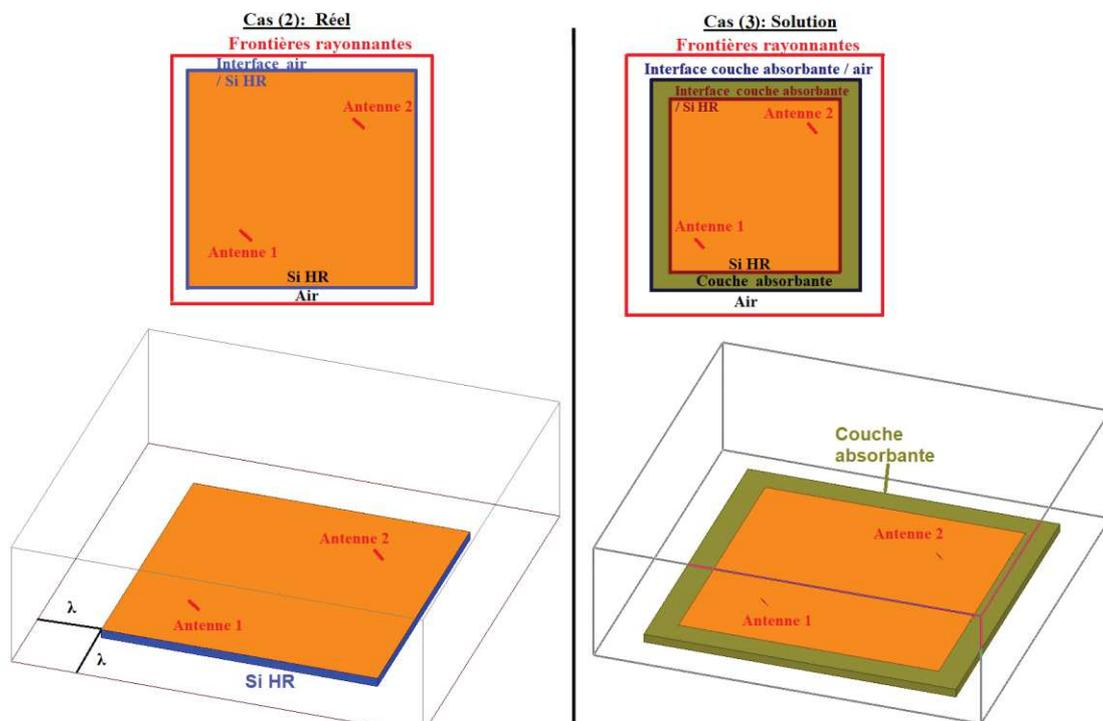 Cas (2): Réel
Frontières rayonnantes
Interface air
/ Si HR
Antenne 2
Antenne 1
Si HR
Air
Antenne 2
Antenne 1
λ
λ
Si HR
Cas (3): Solution
Frontières rayonnantes
Interface couche absorbante / air
Interface couche absorbante
/ Si HR
Antenne 2
Antenne 1
Si HR
Couche absorbante
Air
Couche
absorbante
Antenne 2
Antenne 1